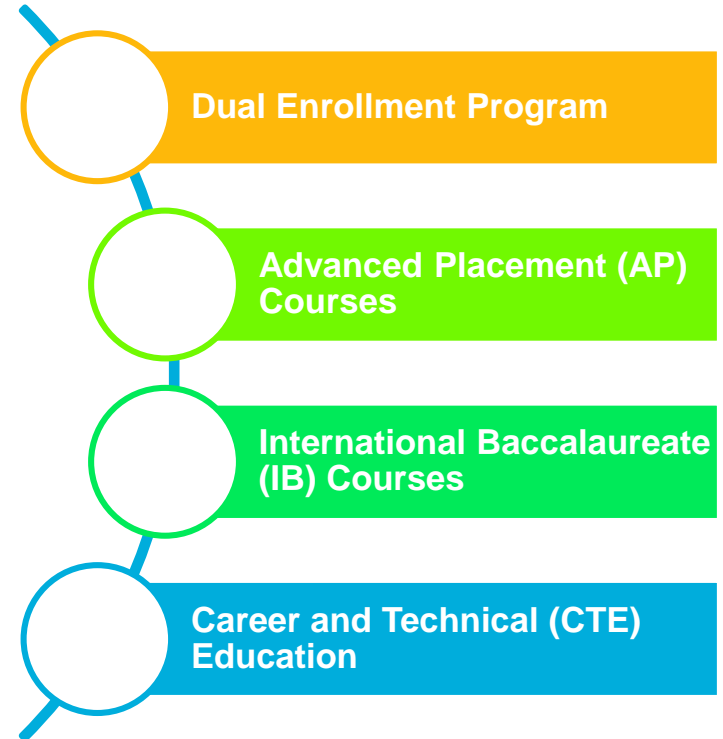 Dual Enrollment Program
Advanced Placement (AP)
Courses
International Baccalaureate
(IB) Courses
Career and Technical (CTE)
Education